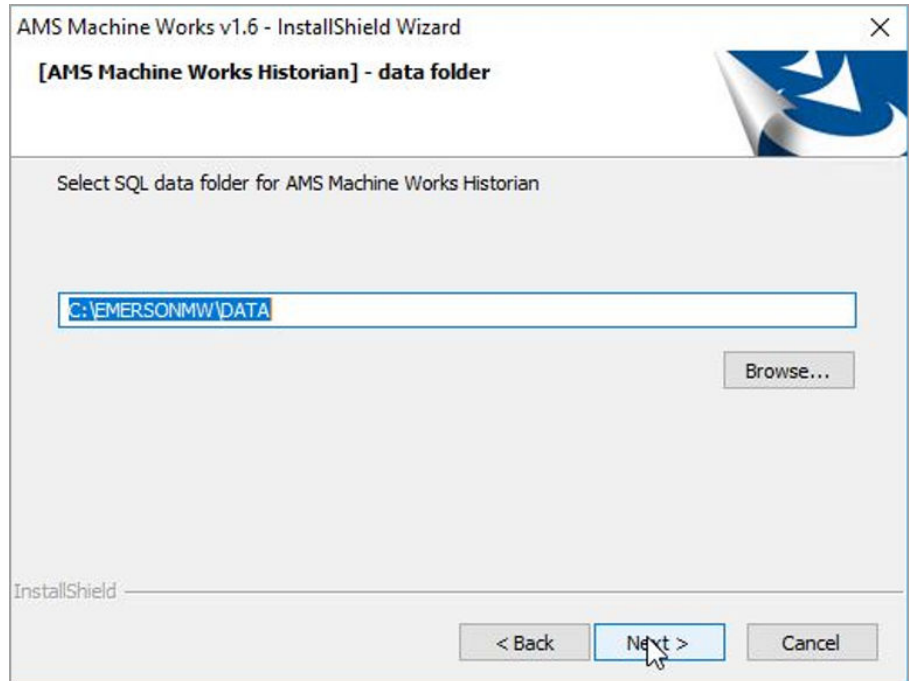 AMS Machine Works v1.6 - InstallShield Wizard
[AMS Machine Works Historian] - data folder
Select SQL data folder for AMS Machine Works Historian
C:\EMERSONMW\DATA
Browse...
InstallShield
< Back Next > Cancel